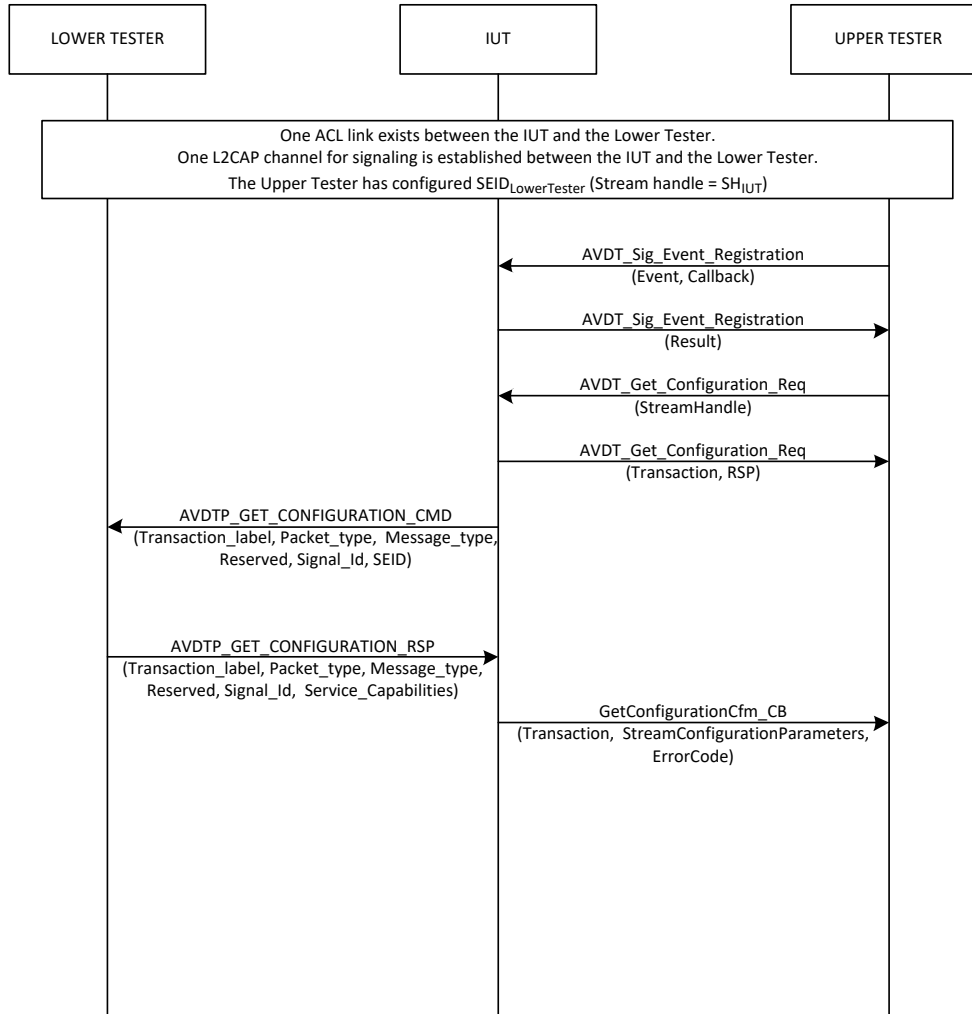 LOWER TESTER
IUT
UPPER TESTER
One ACL link exists between the IUT and the Lower Tester.
One L2CAP channel for signaling is established between the IUT and the Lower Tester.
The Upper Tester has configured SEIDLowerTester (Stream handle = SHIUT)
AVDT_Sig_Event_Registration
(Event, Callback)
AVDT_Sig_Event_Registration
(Result)
AVDT_Get_Configuration_Req
(StreamHandle)
AVDT_Get_Configuration_Req
(Transaction, RSP)
AVDTP_GET_CONFIGURATION_CMD
(Transaction_label, Packet_type, Message_type,
Reserved, Signal_Id, SEID)
AVDTP_GET_CONFIGURATION_RSP
(Transaction_label, Packet_type, Message_type,
Reserved, Signal_Id, Service_Capabilities)
GetConfigurationCfm_CB
(Transaction, StreamConfigurationParameters,
ErrorCode)